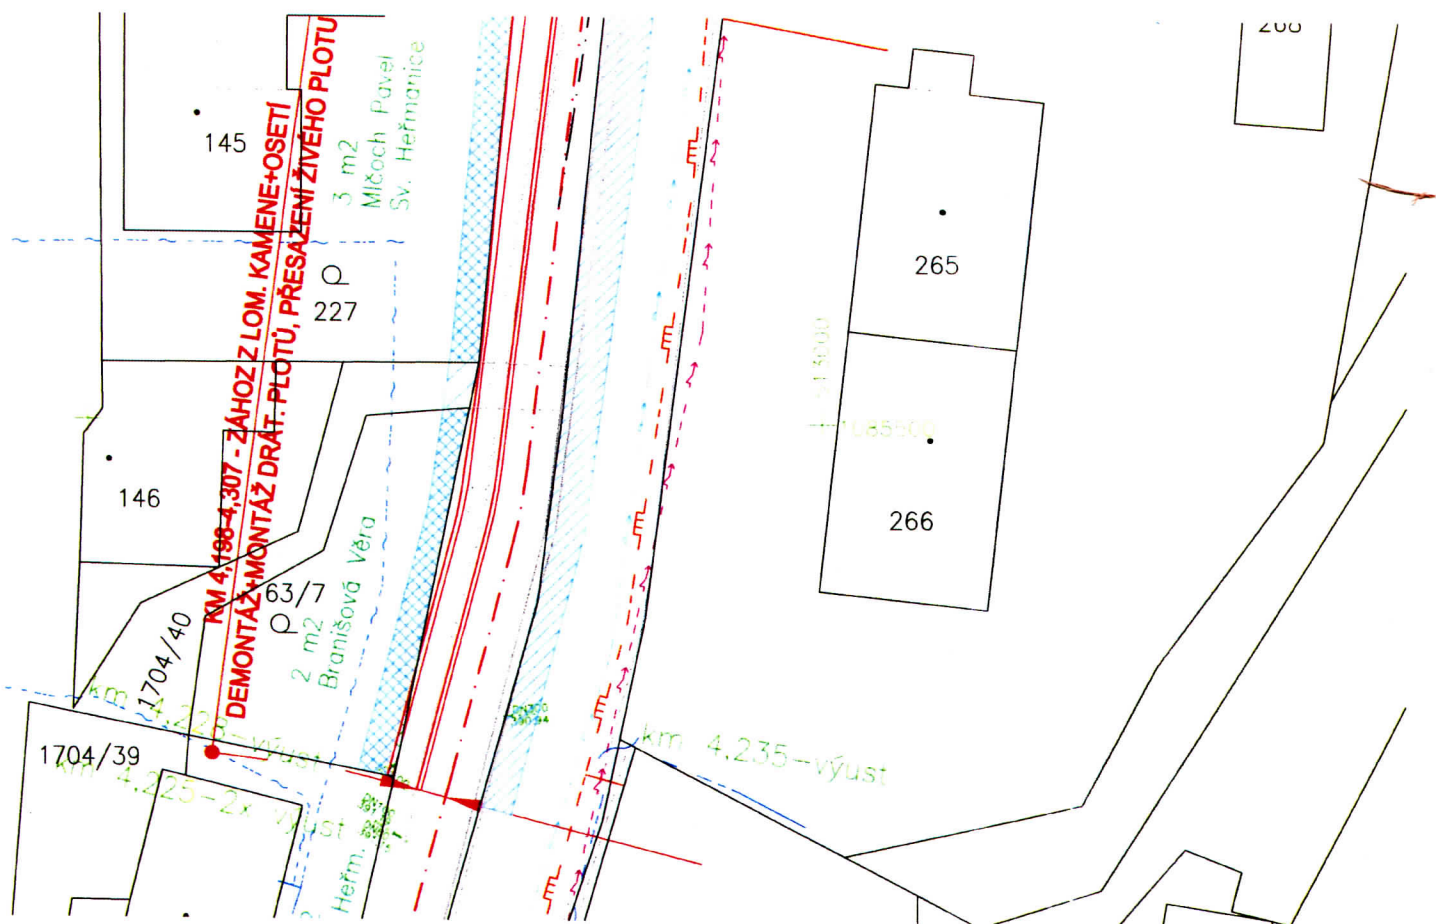 145
KM 4,198-4,307 - ZÁHOZ Z LOM. KAMENE+OSETÍ
DEMONTÁŽ+MONTÁŽ DRÁT. PLOTŮ, PŘESAZENÍ ŽIVÉHO PLOTU
3 m2
Mlčoch Pavel
Sv. Heřmanice
227
146
265
266
1085500
63/7
2 m2
Branišová Věra
1704/40
1704/39
km 4.228-výust
km 4.225-2x výust
km 4.235-výust
Heřm.